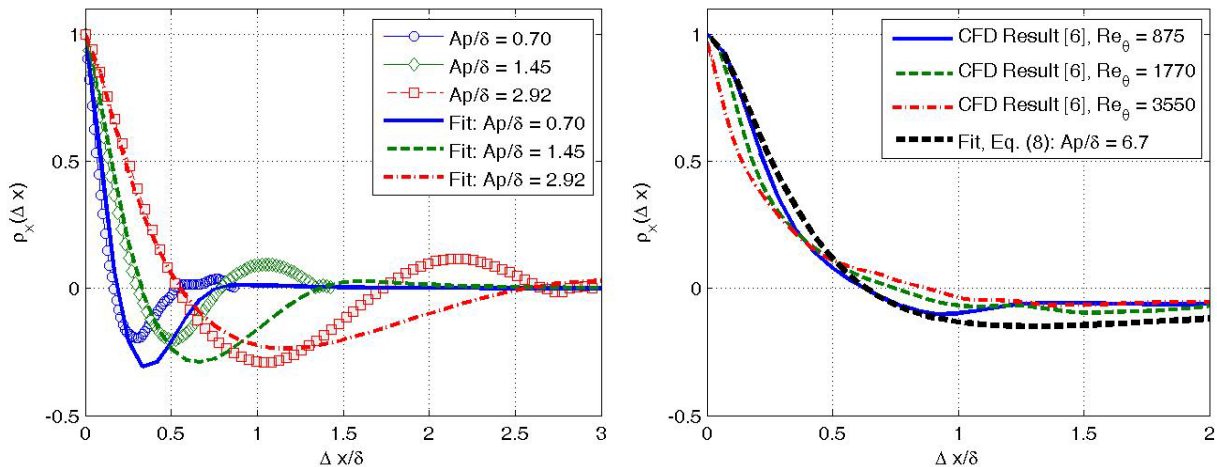 1
0.5
0
-0.5
ρx(Δ x)
0
0.5
1
1.5
2
2.5
3
Δ x/δ
Ap/δ = 0.70
Ap/δ = 1.45
Ap/δ = 2.92
Fit: Ap/δ = 0.70
Fit: Ap/δ = 1.45
Fit: Ap/δ = 2.92
1
0.5
0
-0.5
ρx(Δ x)
0
0.5
1
1.5
2
Δ x/δ
CFD Result [6], Reθ = 875
CFD Result [6], Reθ = 1770
CFD Result [6], Reθ = 3550
Fit, Eq. (8): Ap/δ = 6.7